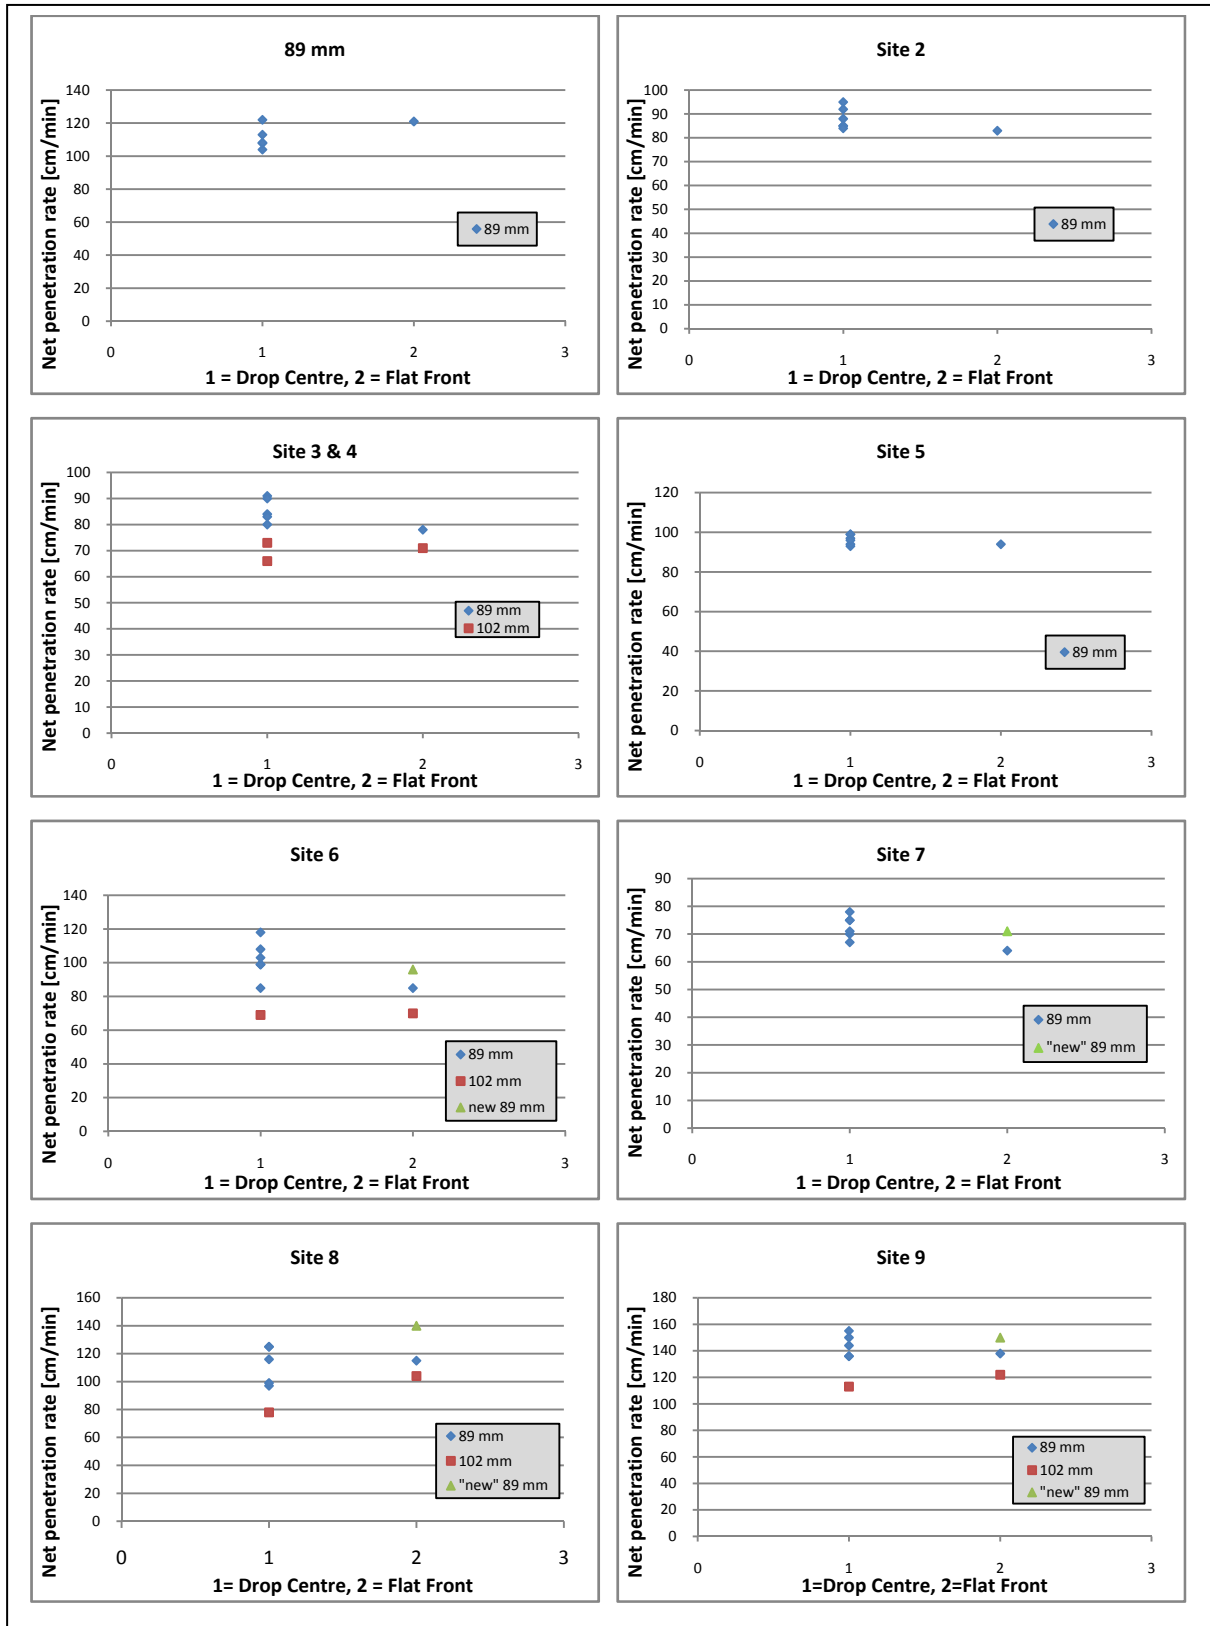 89 mm
Net penetration rate [cm/min]
140
120
100
80
60
40
20
0
0 1 2 3
89 mm
1 = Drop Centre, 2 = Flat Front
Site 2
Net penetration rate [cm/min]
100
90
80
70
60
50
40
30
20
10
0
0 1 2 3
89 mm
1 = Drop Centre, 2 = Flat Front
Site 3 & 4
Net penetration rate [cm/min]
100
90
80
70
60
50
40
30
20
10
0
0 1 2 3
89 mm
102 mm
1 = Drop Centre, 2 = Flat Front
Site 5
Net penetration rate [cm/min]
120
100
80
60
40
20
0
0 1 2 3
89 mm
1 = Drop Centre, 2 = Flat Front
Site 6
Net penetratio rate [cm/min]
140
120
100
80
60
40
20
0
0 1 2 3
89 mm
102 mm
new 89 mm
1 = Drop Centre, 2 = Flat Front
Site 7
Net penetration rate [cm/min]
90
80
70
60
50
40
30
20
10
0
0 1 2 3
89 mm
"new" 89 mm
1 = Drop Centre, 2 = Flat Front
Site 8
Net penetration rate [cm/min]
160
140
120
100
80
60
40
20
0
0 1 2 3
89 mm
102 mm
"new" 89 mm
1= Drop Centre, 2 = Flat Front
Site 9
Net penetration rate [cm/min]
180
160
140
120
100
80
60
40
20
0
0 1 2 3
89 mm
102 mm
"new" 89 mm
1=Drop Centre, 2=Flat Front